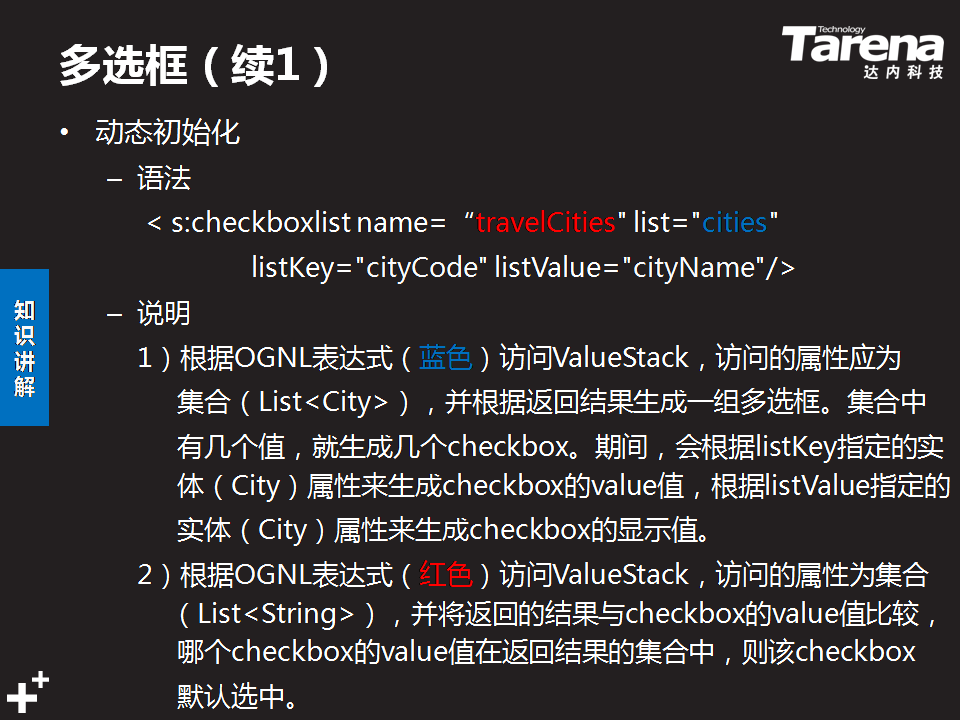 多选框（续1）
Technology
Tarena
达内科技
• 动态初始化
– 语法
< s:checkboxlist name= “travelCities" list="cities"
listKey="cityCode" listValue="cityName"/>
– 说明
1）根据OGNL表达式（蓝色）访问ValueStack，访问的属性应为
集合（List<City>），并根据返回结果生成一组多选框。集合中
有几个值，就生成几个checkbox。期间，会根据listKey指定的实
体（City）属性来生成checkbox的value值，根据listValue指定的
实体（City）属性来生成checkbox的显示值。
2）根据OGNL表达式（红色）访问ValueStack，访问的属性为集合
（List<String>），并将返回的结果与checkbox的value值比较，
哪个checkbox的value值在返回结果的集合中，则该checkbox
默认选中。
知识讲解